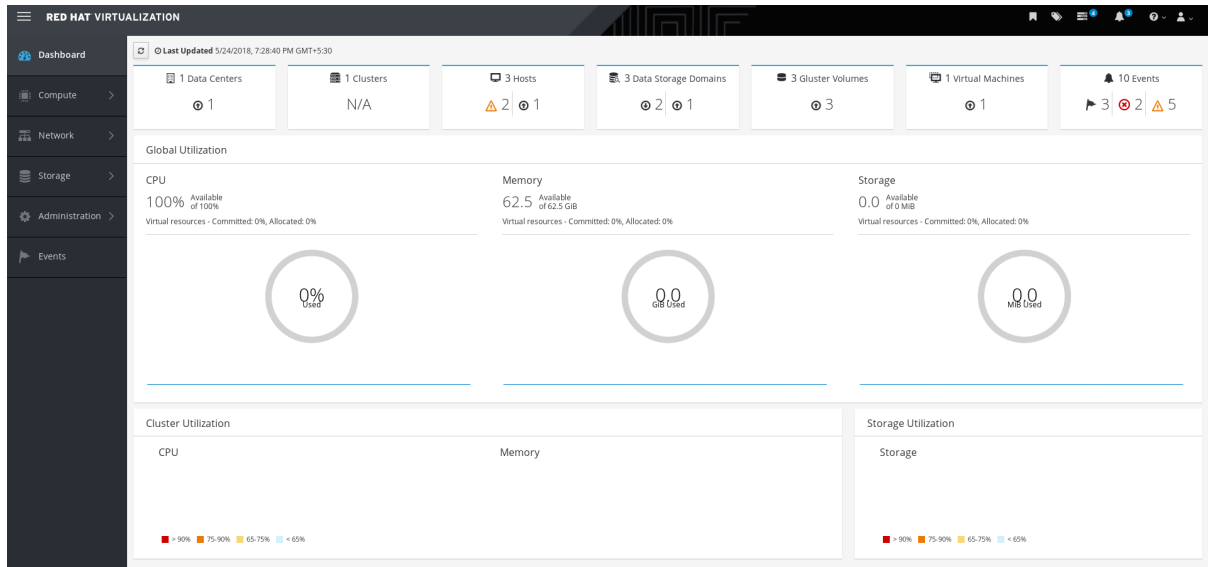 RED HAT VIRTUALIZATION
4
3
Dashboard
Compute
Network
Storage
Administration
Events
Last Updated 5/24/2018, 7:28:40 PM GMT+5:30
1 Data Centers
1
1 Clusters
N/A
3 Hosts
2 1
3 Data Storage Domains
2 1
3 Gluster Volumes
3
1 Virtual Machines
1
10 Events
3 2 5
Global Utilization
CPU
100% Available of 100%
Virtual resources - Committed: 0%, Allocated: 0%
0%
Used
Memory
62.5 Available of 62.5 GiB
Virtual resources - Committed: 0%, Allocated: 0%
0.0
GiB Used
Storage
0.0 Available of 0 MiB
Virtual resources - Committed: 0%, Allocated: 0%
0.0
MiB Used
Cluster Utilization
CPU
Memory
> 90% 75-90% 65-75% < 65%
Storage Utilization
Storage
> 90% 75-90% 65-75% < 65%